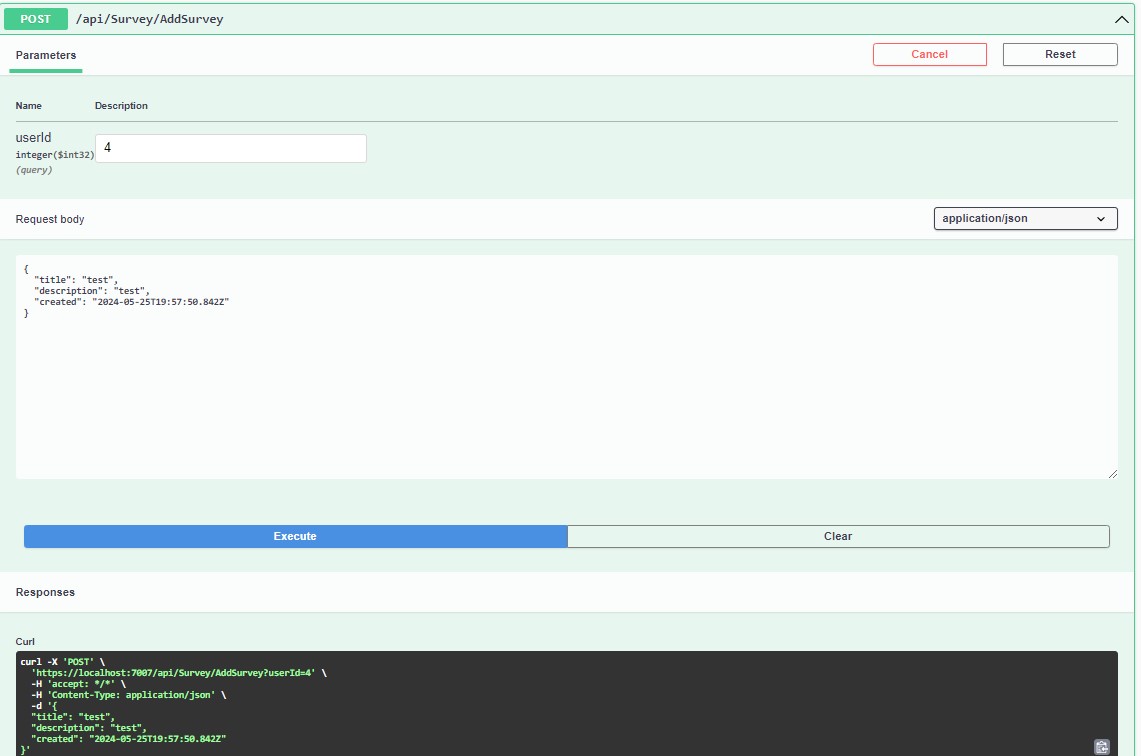 POST /api/Survey/AddSurvey
Parameters
Cancel
Reset
Name Description
userId
integer($int32)
(query)
4
Request body
application/json
{
  "title": "test",
  "description": "test",
  "created": "2024-05-25T19:57:50.842Z"
}
Execute
Clear
Responses
Curl
curl -X 'POST' \
  'https://localhost:7007/api/Survey/AddSurvey?userId=4' \
  -H 'accept: */*' \
  -H 'Content-Type: application/json' \
  -d '{
  "title": "test",
  "description": "test",
  "created": "2024-05-25T19:57:50.842Z"
}'